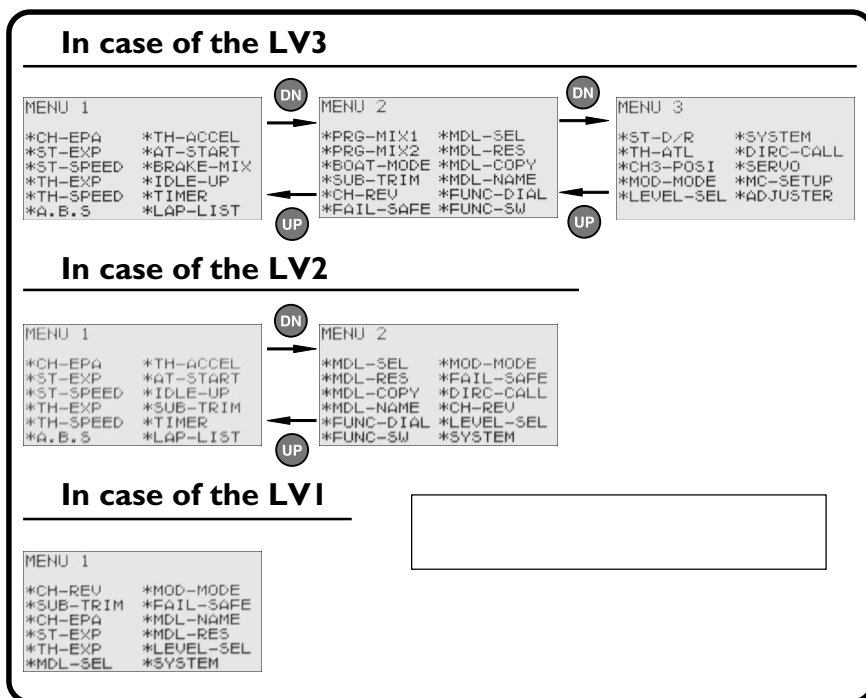 In case of the LV3
DN
DN
MENU 1
*CH-EPA *TH-ACCEL
*ST-EXP *AT-START
*ST-SPEED *BRAKE-MIX
*TH-EXP *IDLE-UP
*TH-SPEED *TIMER
*A.B.S *LAP-LIST
MENU 2
*PRG-MIX1 *MDL-SEL
*PRG-MIX2 *MDL-RES
*BOAT-MODE *MDL-COPY
*SUB-TRIM *MDL-NAME
*CH-REV *FUNC-DIAL
*FAIL-SAFE *FUNC-SW
MENU 3
*ST-D/R *SYSTEM
*TH-ATL *DIRC-CALL
*CH3-POSI *SERVO
*MOD-MODE *MC-SETUP
*LEVEL-SEL *ADJUSTER
UP
UP
In case of the LV2
DN
MENU 1
*CH-EPA *TH-ACCEL
*ST-EXP *AT-START
*ST-SPEED *IDLE-UP
*TH-EXP *SUB-TRIM
*TH-SPEED *TIMER
*A.B.S *LAP-LIST
MENU 2
*MDL-SEL *MOD-MODE
*MDL-RES *FAIL-SAFE
*MDL-COPY *DIRC-CALL
*MDL-NAME *CH-REV
*FUNC-DIAL *LEVEL-SEL
*FUNC-SW *SYSTEM
UP
In case of the LV1
MENU 1
*CH-REV *MOD-MODE
*SUB-TRIM *FAIL-SAFE
*CH-EPA *MDL-NAME
*ST-EXP *MDL-RES
*TH-EXP *LEVEL-SEL
*MDL-SEL *SYSTEM